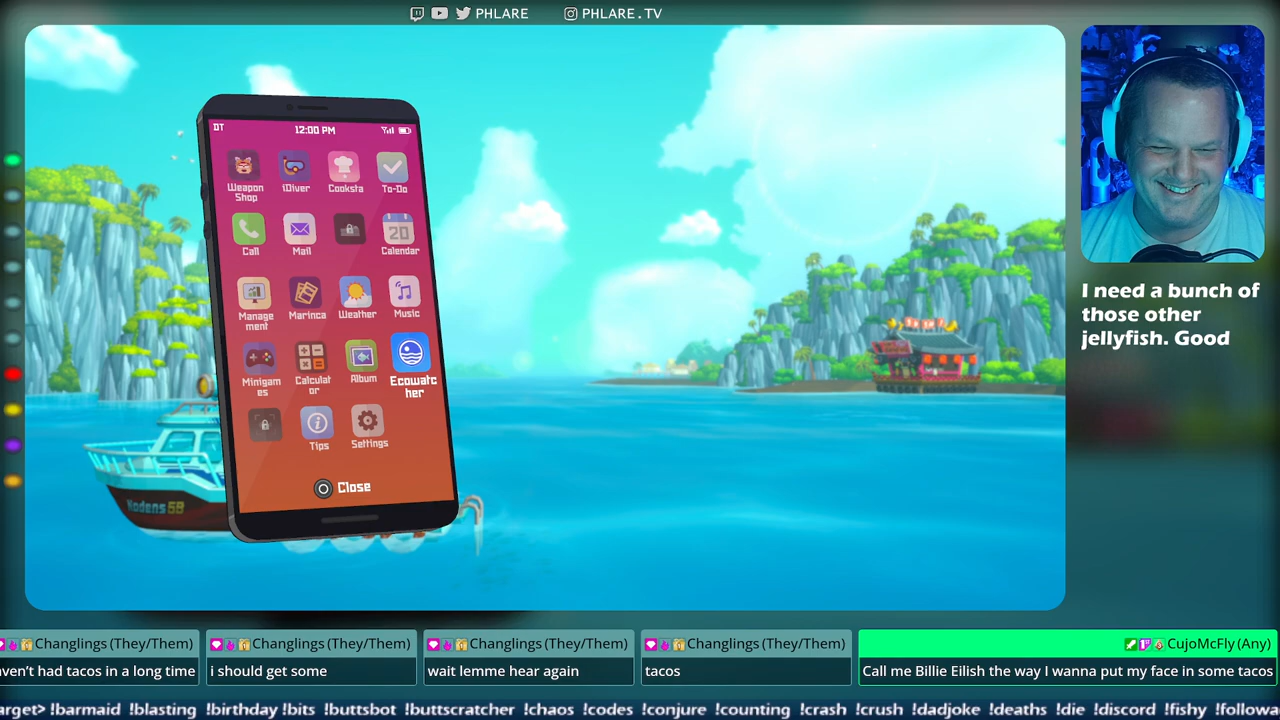 PHLARE PHLARE.TV
DT 12:00 PM
Weapon Shop
iDiver
Cooksta
To-Do
Call
Mail
20
Calendar
Manage
ment
Marinca
Weather
Music
Minigam
es
Calculat
or
Album
Ecowatc
her
Tips
Settings
Close
Nodens 58
I need a bunch of
those other
jellyfish. Good
Changlings (They/Them)
aven't had tacos in a long time
Changlings (They/Them)
i should get some
Changlings (They/Them)
wait lemme hear again
Changlings (They/Them)
tacos
CujoMcFly (Any)
Call me Billie Eilish the way I wanna put my face in some tacos
arget> !barmaid !blasting !birthday !bits !buttsbot !buttscratcher !chaos !codes !conjure !counting !crash !crush !dadjoke !deaths !die !discord !fishy !followa